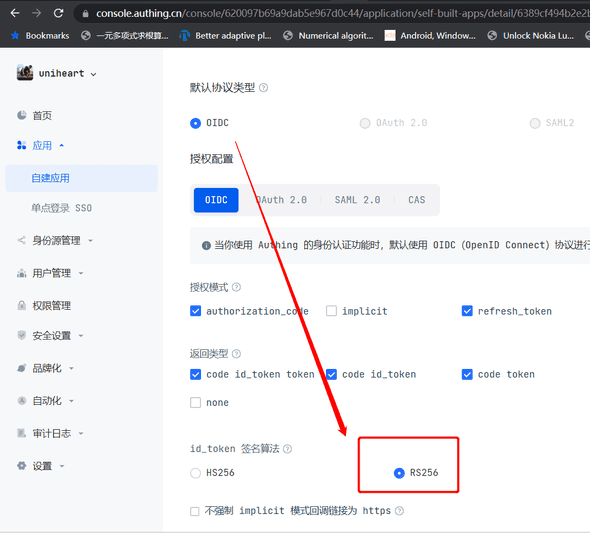 console.authing.cn/console/620097b69a9dab5e967d0c44/application/self-built-apps/detail/6389cf494b2e2b
Bookmarks 一元多项式求根算... Better adaptive pl... Numerical algorit... Android, Window... Unlock Nokia Lu...
uniheart
默认协议类型
OIDC OAuth 2.0 SAML2
首页
应用
授权配置
自建应用
OIDC OAuth 2.0 SAML 2.0 CAS
单点登录 SSO
身份源管理
当你使用 Authing 的身份认证功能时，默认使用 OIDC（OpenID Connect）协议进行
用户管理
授权模式
权限管理
authorization_code implicit refresh_token
安全设置
返回类型
品牌化
code id_token token code id_token code token
自动化
none
审计日志
id_token 签名算法
设置
HS256 RS256
不强制 implicit 模式回调链接为 https